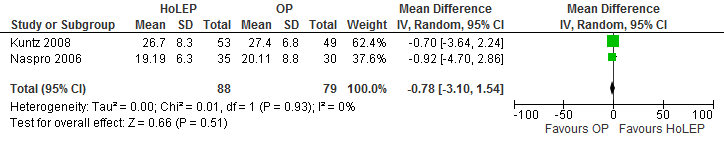 HoLEP OP Mean Difference Mean Difference
Study or Subgroup Mean SD Total Mean SD Total Weight IV, Random, 95% CI IV, Random, 95% CI
Kuntz 2008 26.7 8.3 53 27.4 6.8 49 62.4% -0.70 [-3.64, 2.24]
Naspro 2006 19.19 6.3 35 20.11 8.8 30 37.6% -0.92 [-4.70, 2.86]
Total (95% CI) 88 79 100.0% -0.78 [-3.10, 1.54]
Heterogeneity: Tau² = 0.00; Chi² = 0.01, df = 1 (P = 0.93); I² = 0%
Test for overall effect: Z = 0.66 (P = 0.51)
-100 -50 0 50 100
Favours OP Favours HoLEP